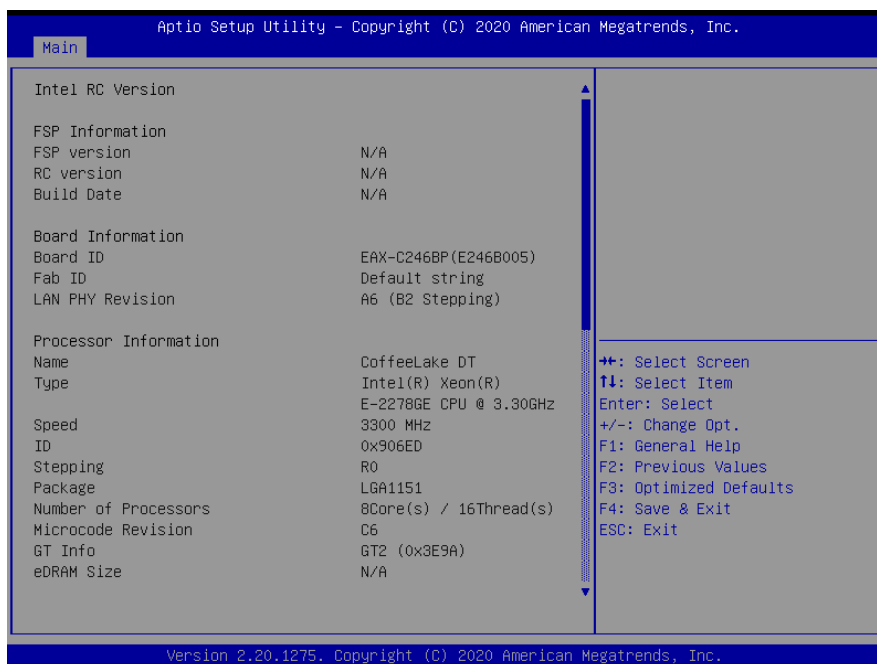 Aptio Setup Utility – Copyright (C) 2020 American Megatrends, Inc.
Main
Intel RC Version
FSP Information
FSP version N/A
RC version N/A
Build Date N/A
Board Information
Board ID EAX-C246BP(E246B005)
Fab ID Default string
LAN PHY Revision A6 (B2 Stepping)
Processor Information
Name CoffeeLake DT
Type Intel(R) Xeon(R)
E-2278GE CPU @ 3.30GHz
Speed 3300 MHz
ID 0x906ED
Stepping R0
Package LGA1151
Number of Processors 8Core(s) / 16Thread(s)
Microcode Revision C6
GT Info GT2 (0x3E9A)
eDRAM Size N/A
→←: Select Screen
↑↓: Select Item
Enter: Select
+/-: Change Opt.
F1: General Help
F2: Previous Values
F3: Optimized Defaults
F4: Save & Exit
ESC: Exit
Version 2.20.1275. Copyright (C) 2020 American Megatrends, Inc.